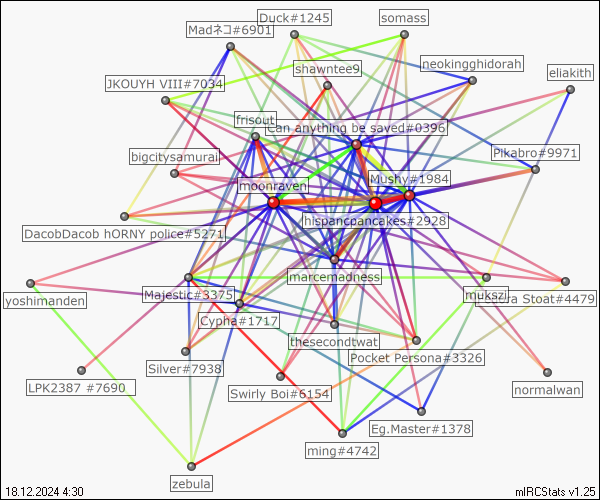 Duck#1245
somass
Madネコ#6901
neokingghidorah
shawntee9
eliakith
JKOUYH VIII#7034
frisout
Can anything be saved#0396
bigcitysamurai
Pikabro#9971
Mushy#1984
moonraven
hispancpancakes#2928
DacobDacob hORNY police#5271
marcemadness
yoshimanden
Majestic#3375
mukszi
ra Stoat#4479
Cypha#1717
thesecondtwat
Pocket Persona#3326
Silver#7938
LPK2387 #7690
Swirly Boi#6154
normalwan
Eg.Master#1378
ming#4742
zebula
18.12.2024 4:30
mIRCStats v1.25